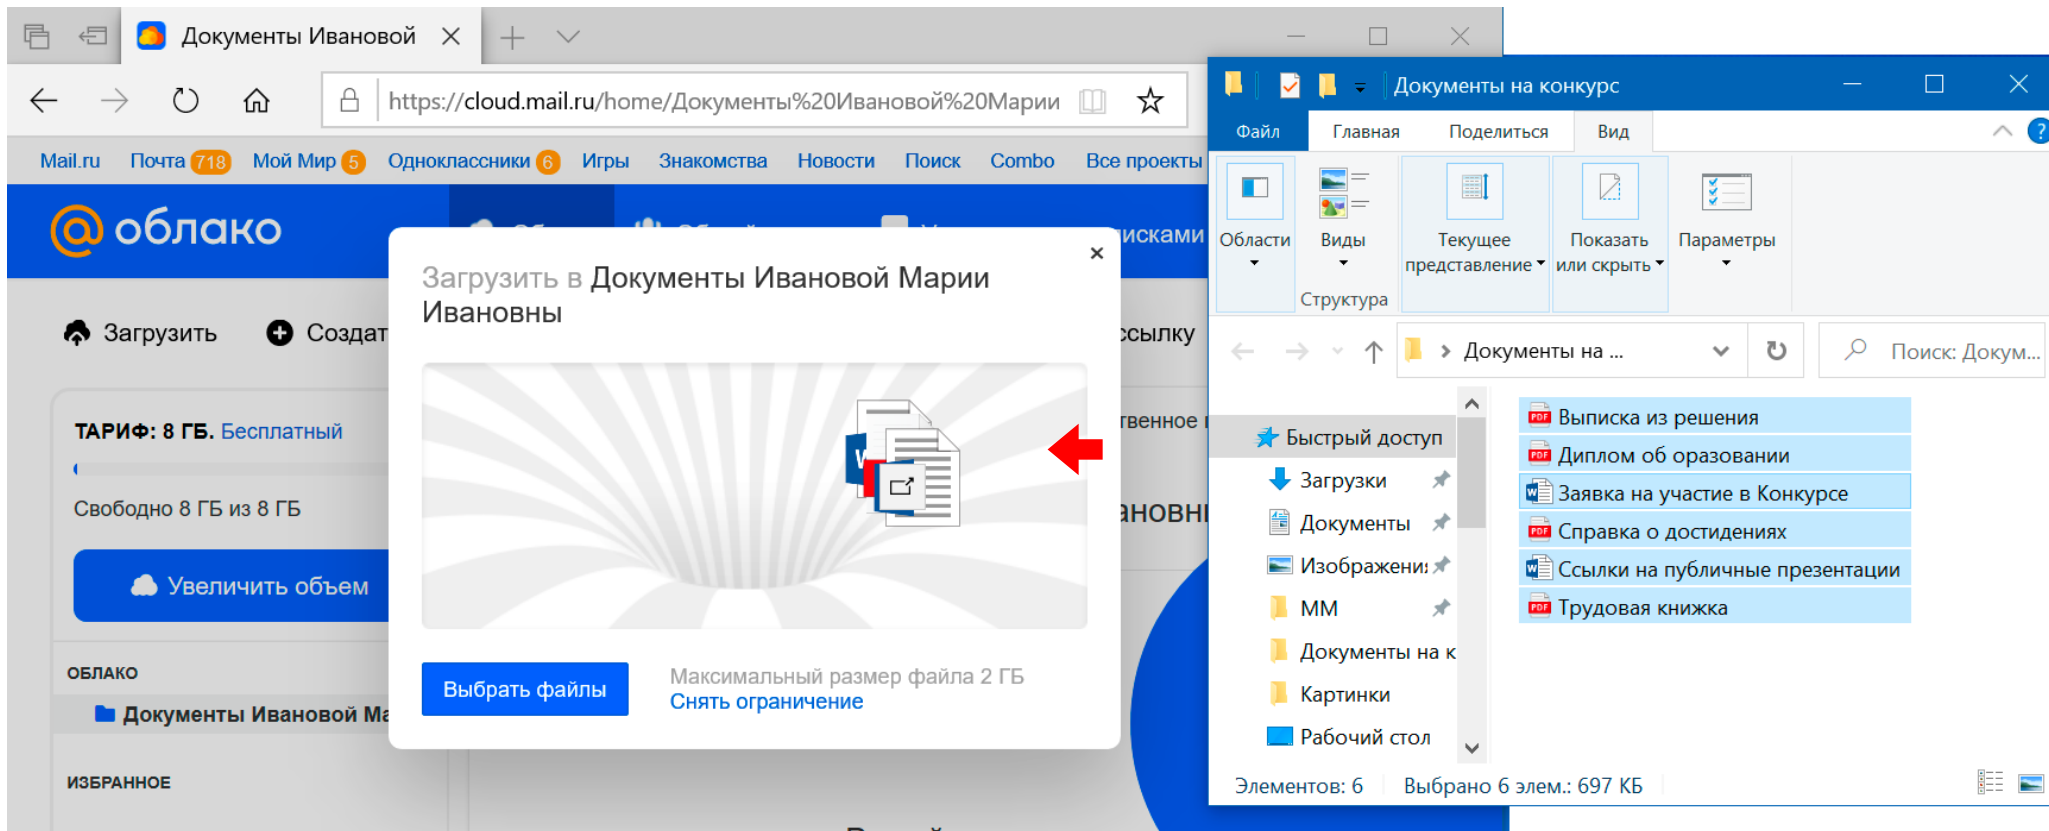 Документы Ивановой
https://cloud.mail.ru/home/Документы%20Ивановой%20Марии
Mail.ru Почта 718 Мой Мир 5 Одноклассники 6 Игры Знакомства Новости Поиск Combo Все проекты
облако
исками
Загрузить
Создат
ссылку
ТАРИФ: 8 ГБ. Бесплатный
Свободно 8 ГБ из 8 ГБ
Увеличить объем
ОБЛАКО
Документы Ивановой Ма
ИЗБРАННОЕ
Загрузить в Документы Ивановой Марии
Ивановны
W
Выбрать файлы
Максимальный размер файла 2 ГБ
Снять ограничение
твенное
ановн
Документы на конкурс
Файл Главная Поделиться Вид
?
Области
Виды
Текущее
представление
Показать
или скрыть
Параметры
Структура
Документы на ...
Поиск: Докум...
Быстрый доступ
Загрузки
Документы
Изображени
ММ
Документы на к
Картинки
Рабочий стол
PDF Выписка из решения
PDF Диплом об оразовании
W Заявка на участие в Конкурсе
PDF Справка о достидениях
W Ссылки на публичные презентации
PDF Трудовая книжка
Элементов: 6 Выбрано 6 элем.: 697 КБ